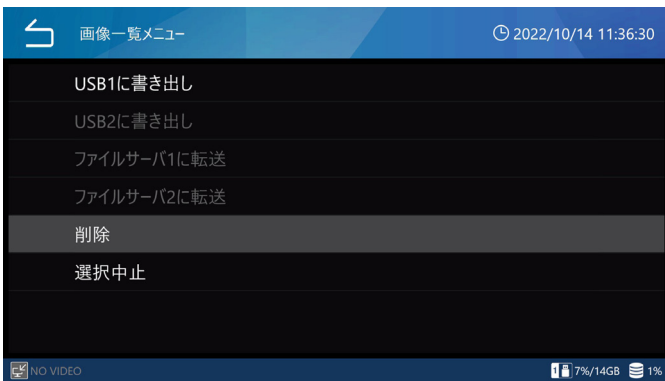 画像一覧メニュー
2022/10/14 11:36:30
USB1に書き出し
USB2に書き出し
ファイルサーバ1に転送
ファイルサーバ2に転送
削除
選択中止
NO VIDEO
1 7%/14GB 1%